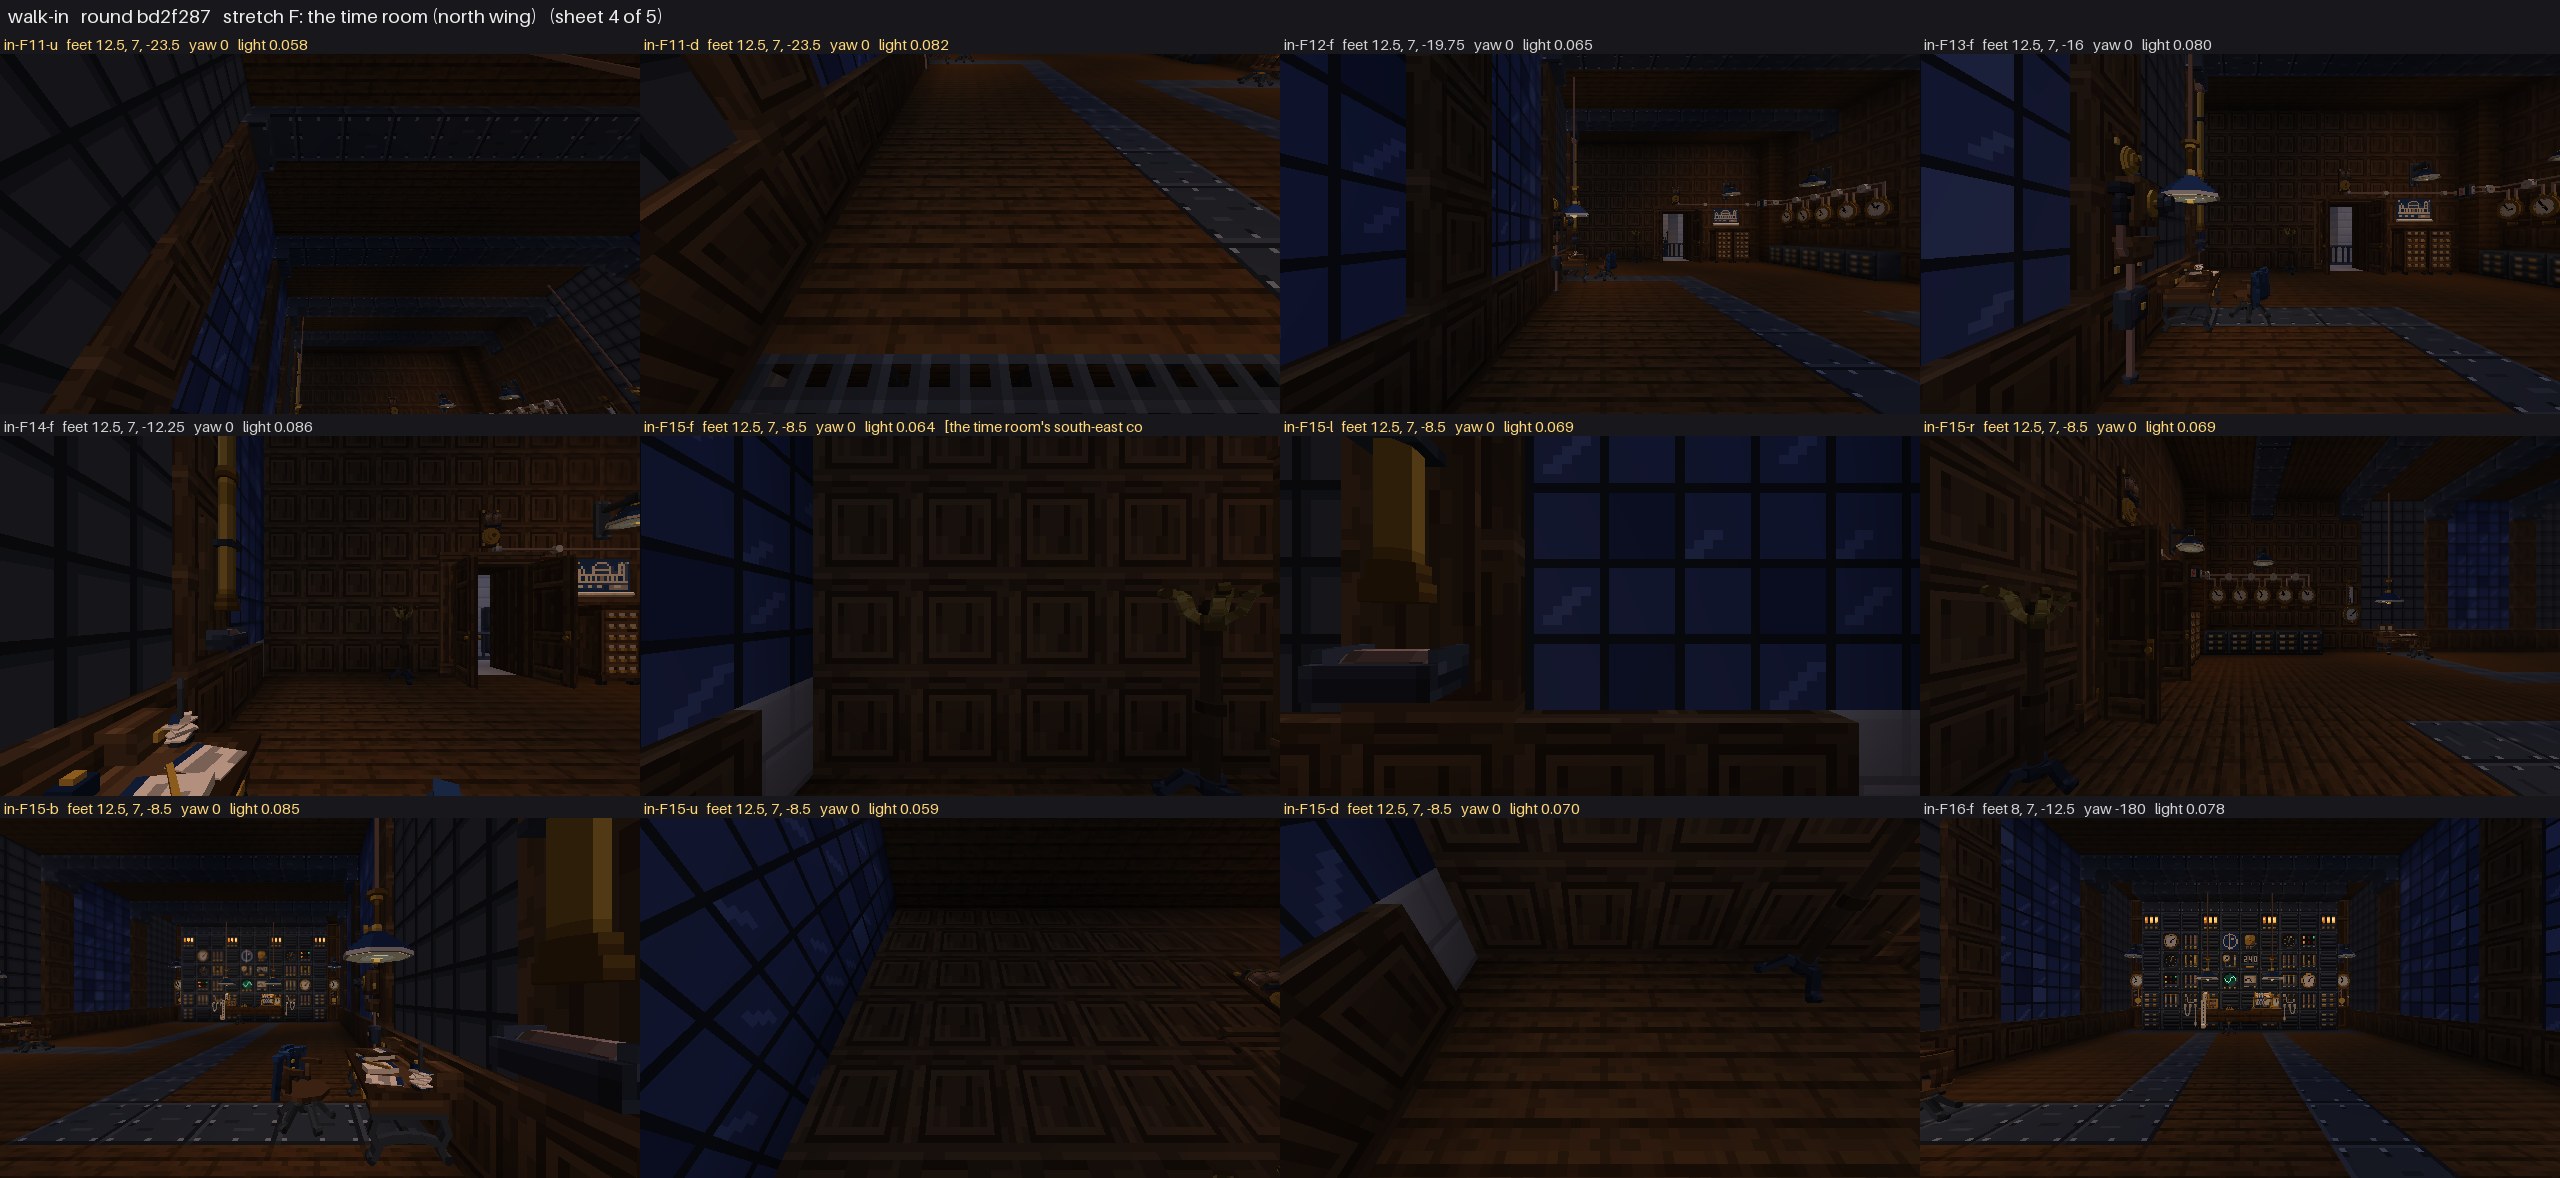 walk-in round bd2f287 stretch F: the time room (north wing) (sheet 4 of 5)
in-F11-u feet 12.5, 7, -23.5 yaw 0 light 0.058
in-F11-d feet 12.5, 7, -23.5 yaw 0 light 0.082
in-F12-f feet 12.5, 7, -19.75 yaw 0 light 0.065
in-F13-f feet 12.5, 7, -16 yaw 0 light 0.080
in-F14-f feet 12.5, 7, -12.25 yaw 0 light 0.086
in-F15-f feet 12.5, 7, -8.5 yaw 0 light 0.064 [the time room's south-east co
in-F15-l feet 12.5, 7, -8.5 yaw 0 light 0.069
in-F15-r feet 12.5, 7, -8.5 yaw 0 light 0.069
in-F15-b feet 12.5, 7, -8.5 yaw 0 light 0.085
in-F15-u feet 12.5, 7, -8.5 yaw 0 light 0.059
in-F15-d feet 12.5, 7, -8.5 yaw 0 light 0.070
in-F16-f feet 8, 7, -12.5 yaw -180 light 0.078